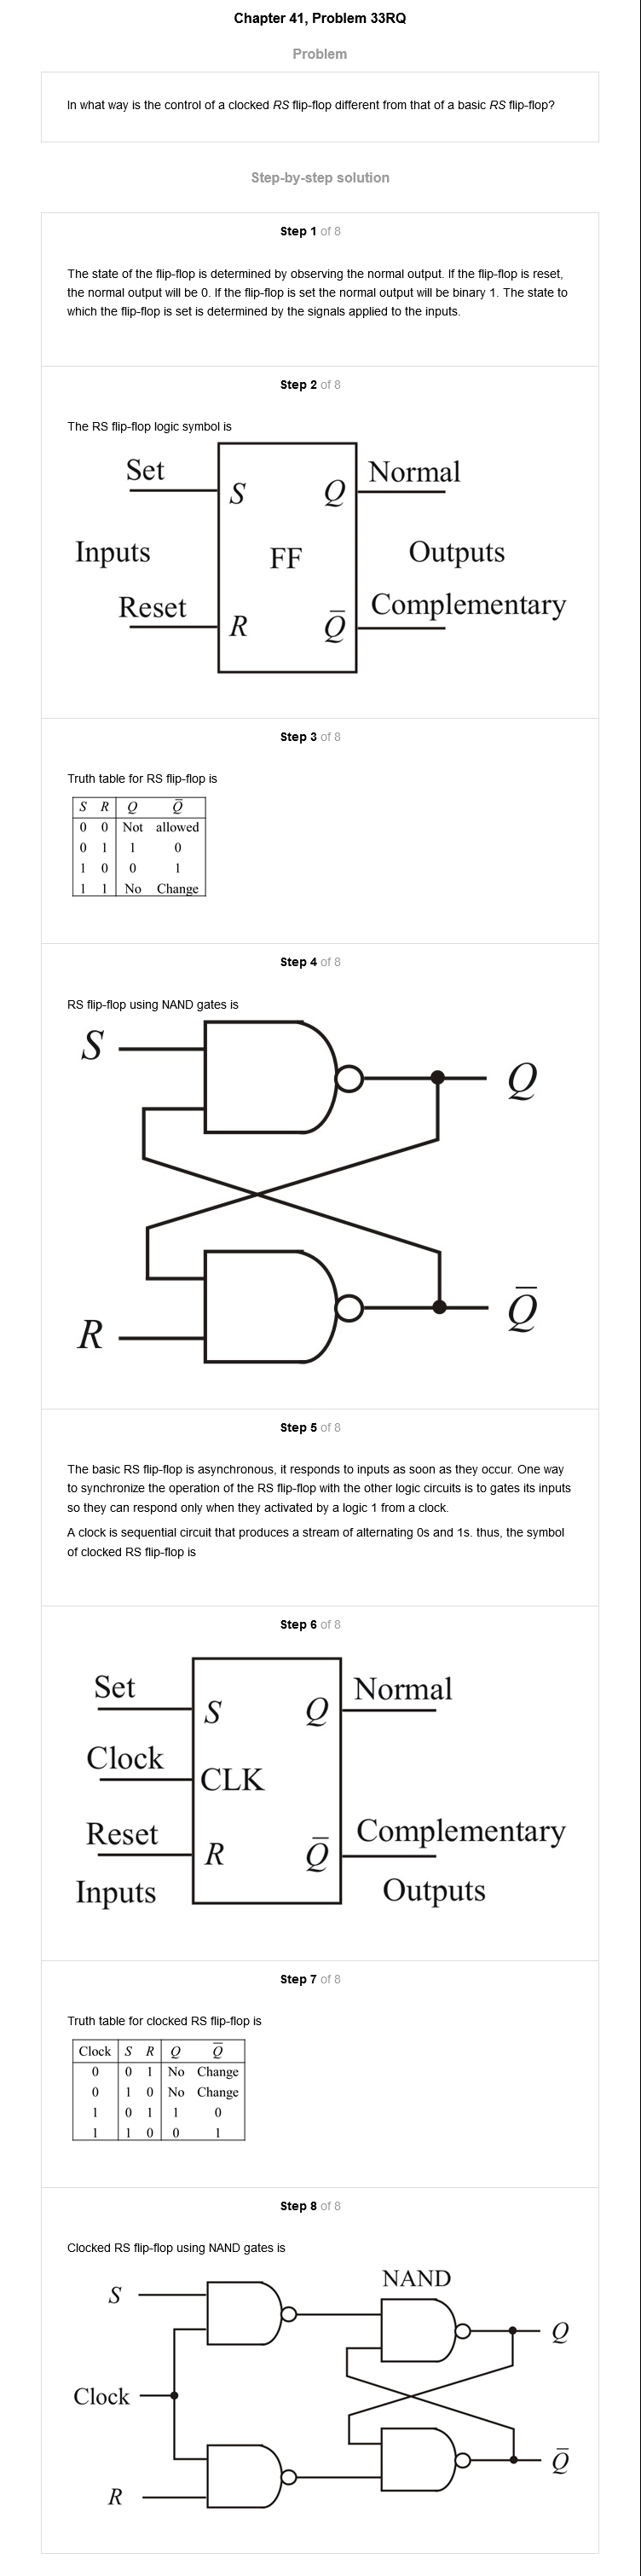 Chapter 41, Problem 33RQ
Problem
In what way is the control of a clocked RS flip-flop different from that of a basic RS flip-flop?
Step-by-step solution
Step 1 of 8
The state of the flip-flop is determined by observing the normal output. If the flip-flop is reset,
the normal output will be 0. If the flip-flop is set the normal output will be binary 1. The state to
which the flip-flop is set is determined by the signals applied to the inputs.
Step 2 of 8
The RS flip-flop logic symbol is
Set S Q Normal
Inputs FF Outputs
Reset R Q̅ Complementary
Step 3 of 8
Truth table for RS flip-flop is
S R Q Q̅
0 0 Not allowed
0 1 1 0
1 0 0 1
1 1 No Change
Step 4 of 8
RS flip-flop using NAND gates is
S Q
R Q̅
Step 5 of 8
The basic RS flip-flop is asynchronous, it responds to inputs as soon as they occur. One way
to synchronize the operation of the RS flip-flop with the other logic circuits is to gates its inputs
so they can respond only when they activated by a logic 1 from a clock.
A clock is sequential circuit that produces a stream of alternating 0s and 1s. thus, the symbol
of clocked RS flip-flop is
Step 6 of 8
Set S Q Normal
Clock CLK
Reset R Q̅ Complementary
Inputs Outputs
Step 7 of 8
Truth table for clocked RS flip-flop is
Clock S R Q Q̅
0 0 1 No Change
0 1 0 No Change
1 0 1 1 0
1 1 0 0 1
Step 8 of 8
Clocked RS flip-flop using NAND gates is
NAND
S Q
Clock
R Q̅